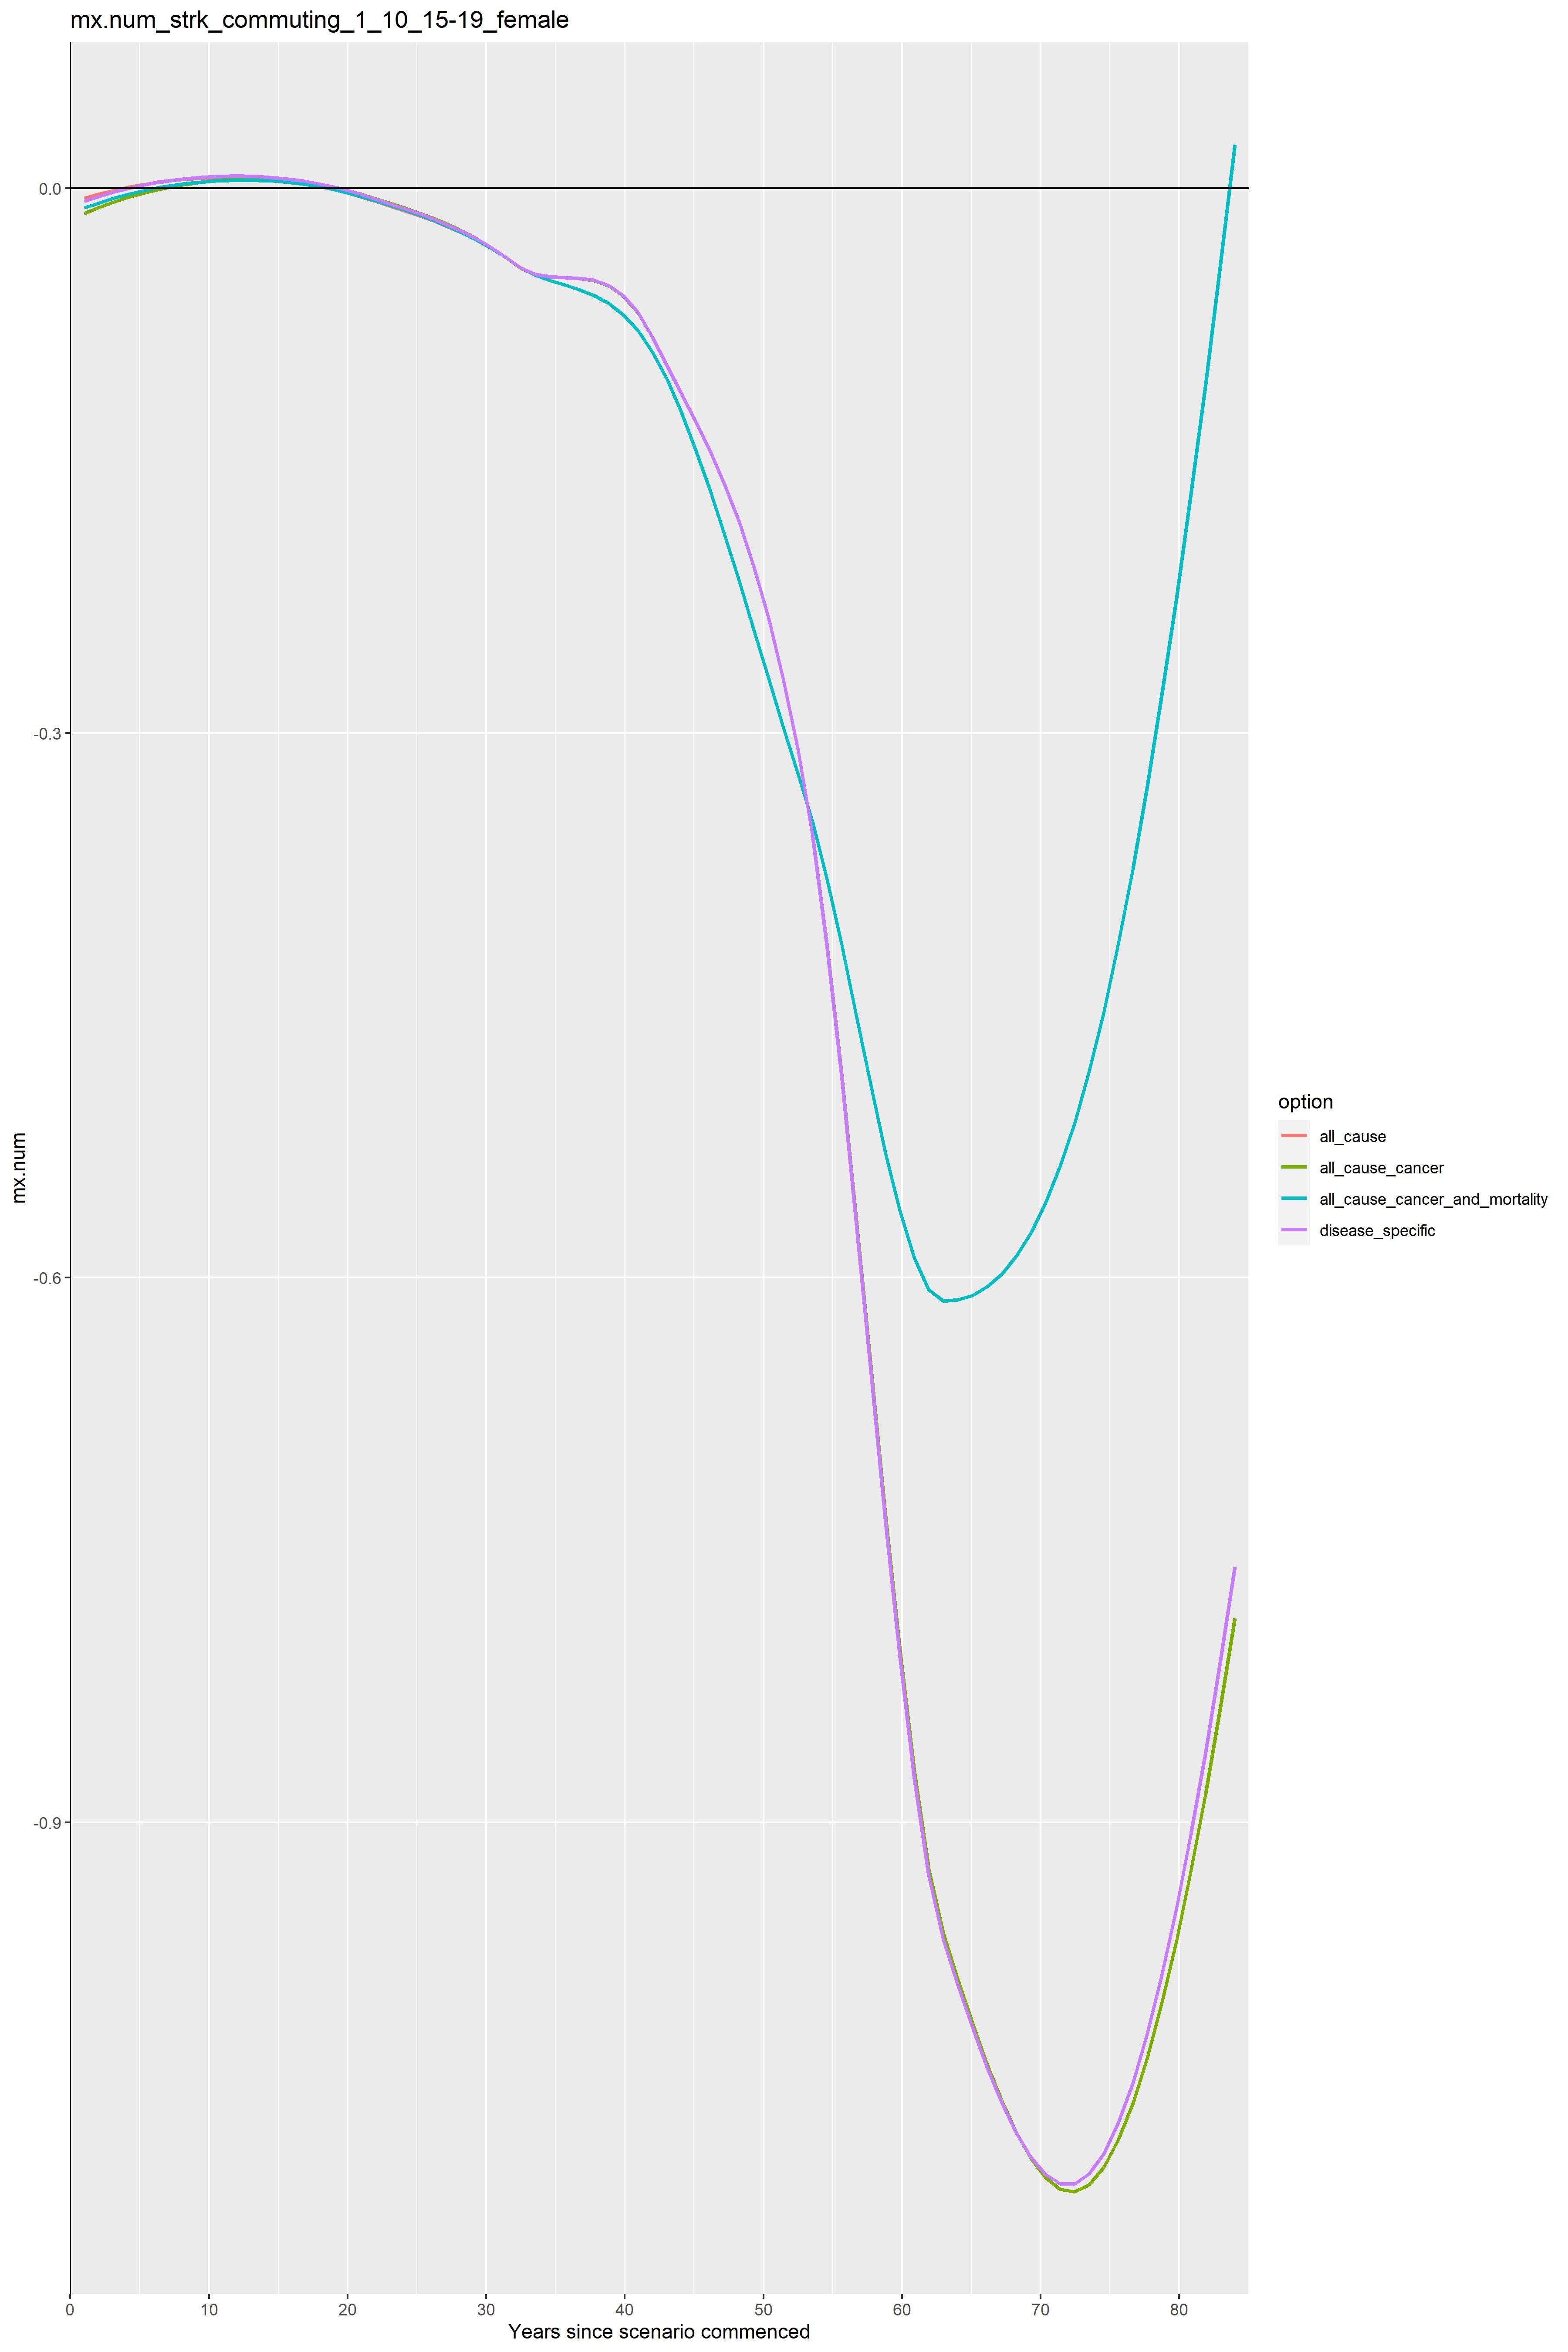 mx.num_strk_commuting_1_10_15-19_female
0.0
-0.3
-0.6
-0.9
mx.num
0 10 20 30 40 50 60 70 80
Years since scenario commenced
option
all_cause
all_cause_cancer
all_cause_cancer_and_mortality
disease_specific